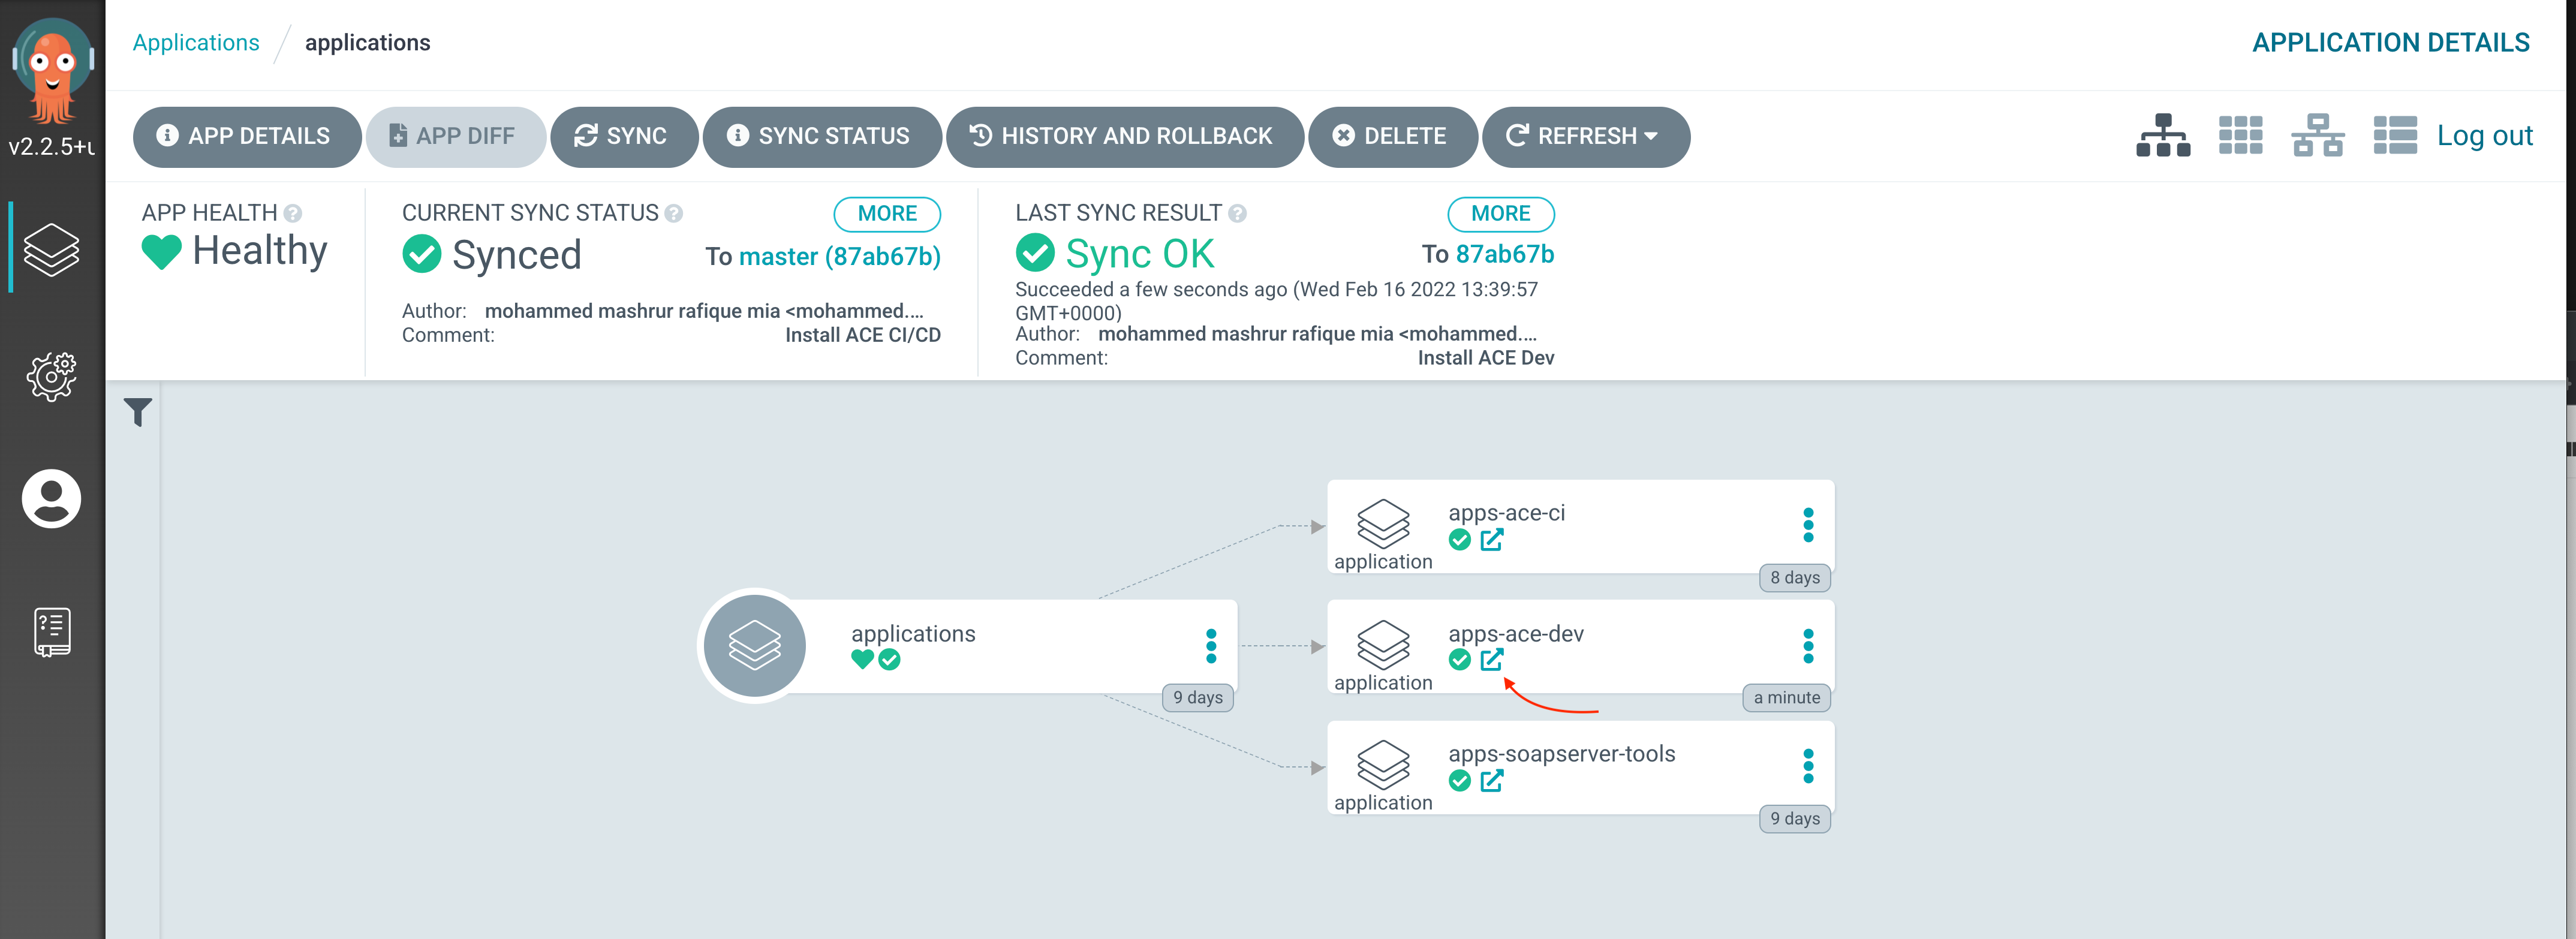 Applications / applications
APPLICATION DETAILS
v2.2.5+u
APP DETAILS
APP DIFF
SYNC
SYNC STATUS
HISTORY AND ROLLBACK
DELETE
REFRESH
Log out
APP HEALTH ?
Healthy
CURRENT SYNC STATUS ?
MORE
Synced
To master (87ab67b)
Author: mohammed mashrur rafique mia <mohammed....
Comment: Install ACE CI/CD
LAST SYNC RESULT ?
MORE
Sync OK
To 87ab67b
Succeeded a few seconds ago (Wed Feb 16 2022 13:39:57
GMT+0000)
Author: mohammed mashrur rafique mia <mohammed....
Comment: Install ACE Dev
applications
9 days
apps-ace-ci
application
8 days
apps-ace-dev
application
a minute
apps-soapserver-tools
application
9 days